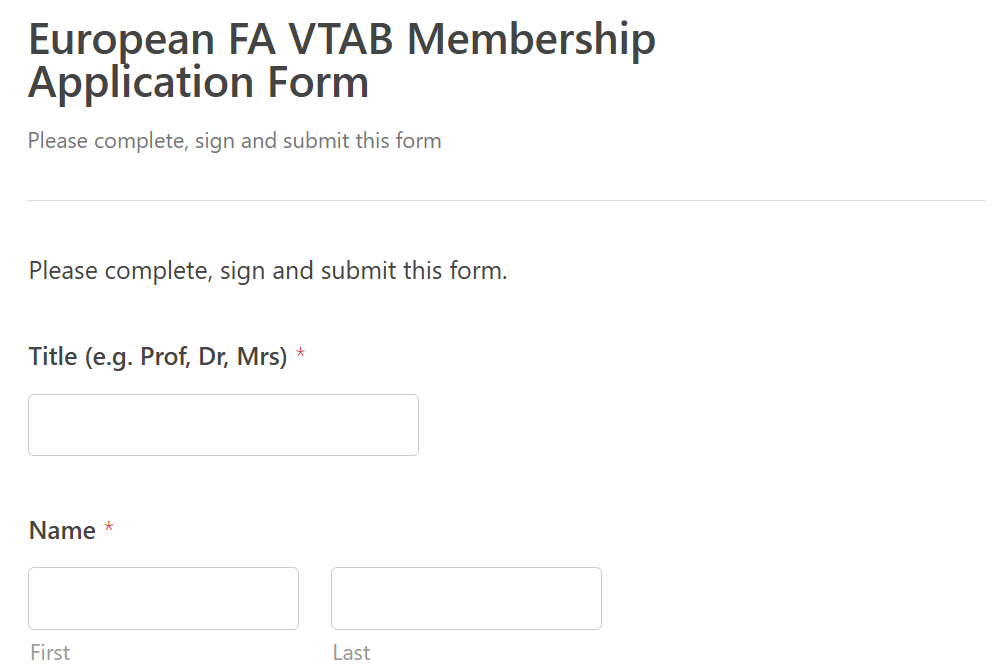 European FA VTAB Membership
Application Form
Please complete, sign and submit this form
Please complete, sign and submit this form.
Title (e.g. Prof, Dr, Mrs) *
Name *
First Last